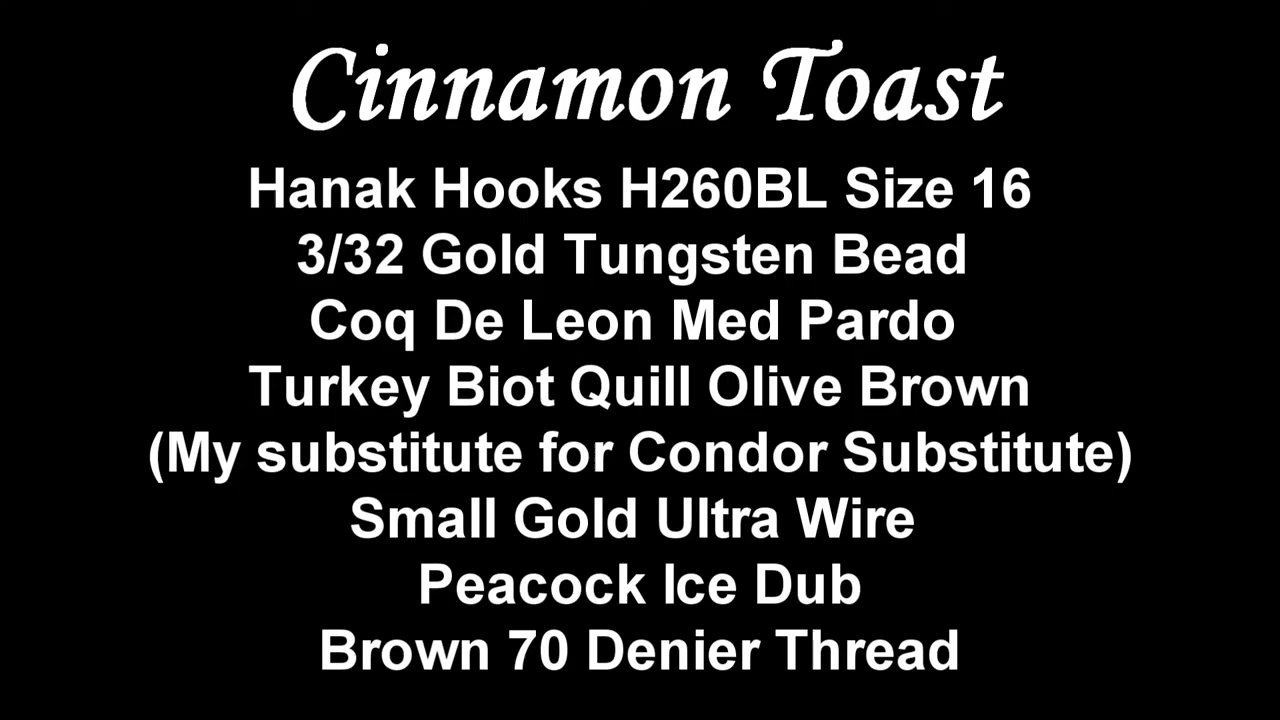 Cinnamon Toast
Hanak Hooks H260BL Size 16
3/32 Gold Tungsten Bead
Coq De Leon Med Pardo
Turkey Biot Quill Olive Brown
(My substitute for Condor Substitute)
Small Gold Ultra Wire
Peacock Ice Dub
Brown 70 Denier Thread